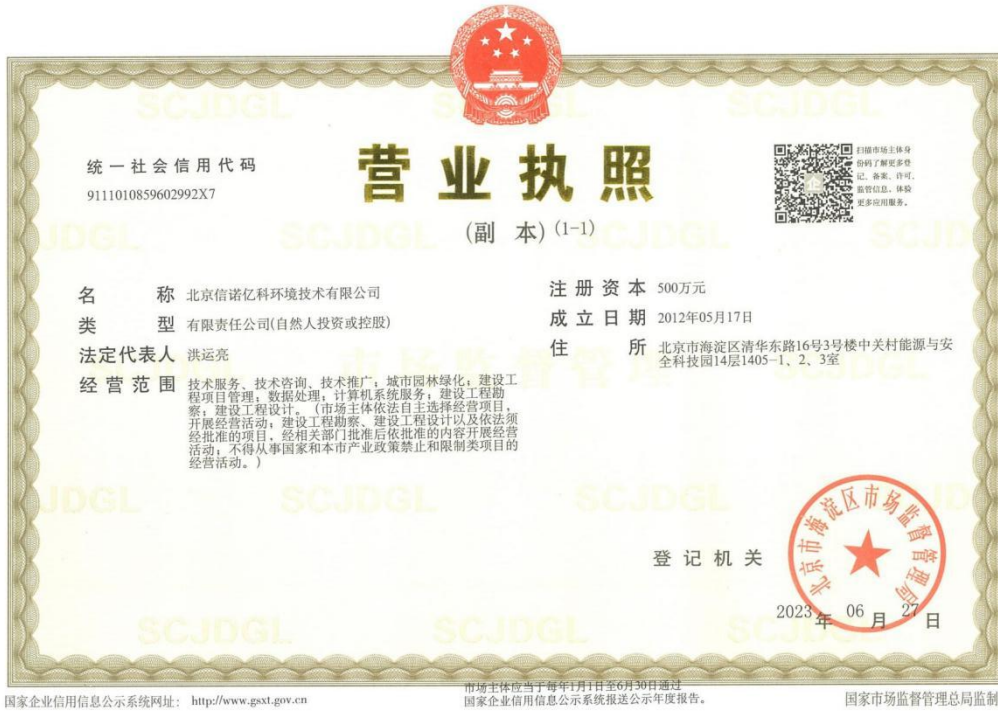 统一社会信用代码
9111010859602992X7
营业执照
(副 本) (1-1)
扫描市场主体身
份码了解更多登
记、备案、许可、
监管信息，体验
更多应用服务。
名 称 北京信诺亿科环境技术有限公司
类 型 有限责任公司(自然人投资或控股)
法定代表人 洪运亮
经营范围 技术服务、技术咨询、技术推广；城市园林绿化；建设工
程项目管理；数据处理；计算机系统服务；建设工程勘
察；建设工程设计。（市场主体依法自主选择经营项目，
开展经营活动；建设工程勘察、建设工程设计以及依法须
经批准的项目，经相关部门批准后依批准的内容开展经营
活动；不得从事国家和本市产业政策禁止和限制类项目的
经营活动。）
注册资本 500万元
成立日期 2012年05月17日
住 所 北京市海淀区清华东路16号3号楼中关村能源与安
全科技园14层1405-1、2、3室
登记机关
北京市海淀区市场监督管理局
2023年 06月 27日
国家企业信用信息公示系统网址： http://www.gsxt.gov.cn
市场主体应当于每年1月1日至6月30日通过
国家企业信用信息公示系统报送公示年度报告。
国家市场监督管理总局监制
SCJDGL
市场监督管理